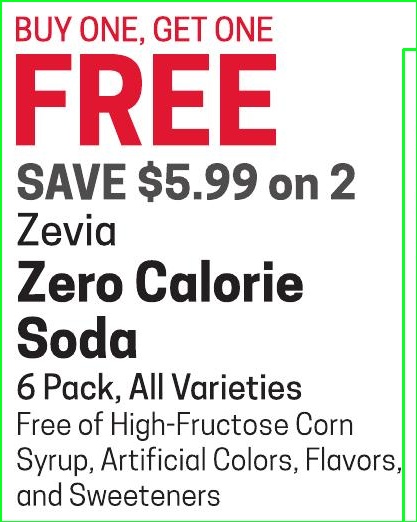 BUY ONE, GET ONE
FREE
SAVE $5.99 on 2
Zevia
Zero Calorie
Soda
6 Pack, All Varieties
Free of High-Fructose Corn
Syrup, Artificial Colors, Flavors,
and Sweeteners